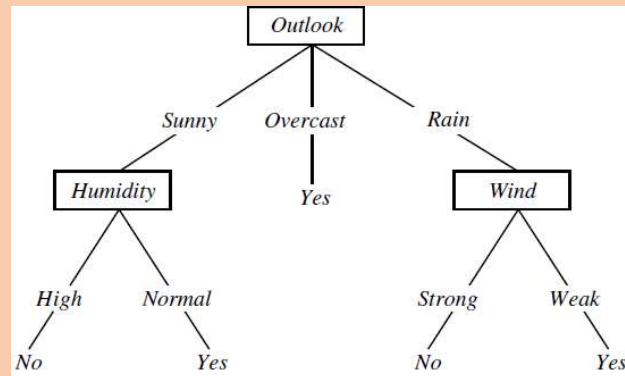 Outlook
Sunny Overcast Rain
Humidity Yes Wind
High Normal Strong Weak
No Yes No Yes